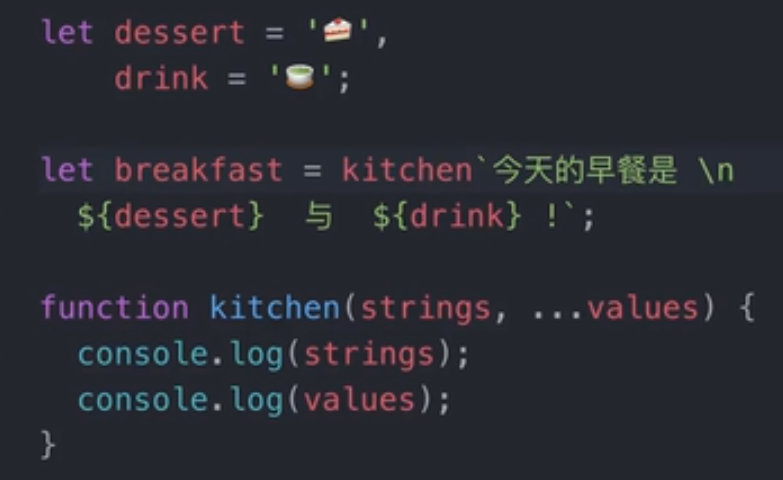 let dessert = '🍰',
    drink = '🍵';
let breakfast = kitchen`今天的早餐是 \n
  ${dessert}  与  ${drink} !`;
function kitchen(strings, ...values) {
  console.log(strings);
  console.log(values);
}